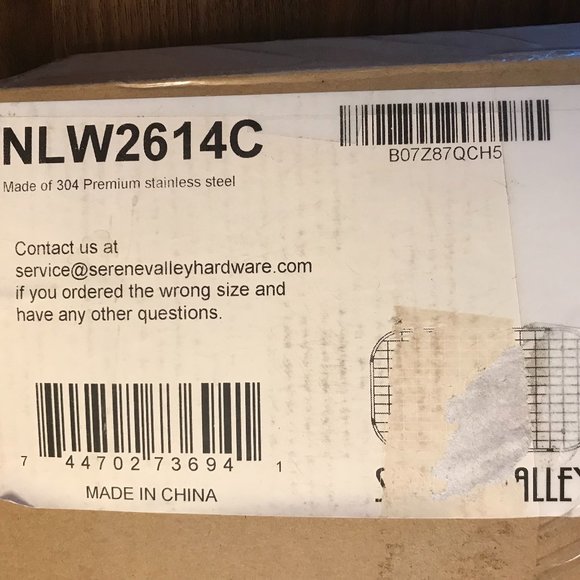 NLW2614C
Made of 304 Premium stainless steel
B07Z87QCH5
Contact us at
service@serenevalleyhardware.com
if you ordered the wrong size and
have any other questions.
7 44702 73694 1
MADE IN CHINA